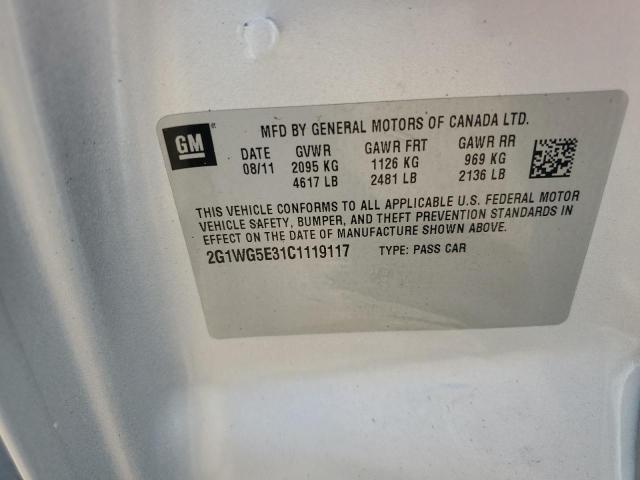 GM
MFD BY GENERAL MOTORS OF CANADA LTD.
DATE GVWR GAWR FRT GAWR RR
08/11 2095 KG 1126 KG 969 KG
4617 LB 2481 LB 2136 LB
THIS VEHICLE CONFORMS TO ALL APPLICABLE U.S. FEDERAL MOTOR
VEHICLE SAFETY, BUMPER, AND THEFT PREVENTION STANDARDS IN
EFFECT ON THE DATE OF MANUFACTURE SHOWN ABOVE.
2G1WG5E31C1119117 TYPE: PASS CAR